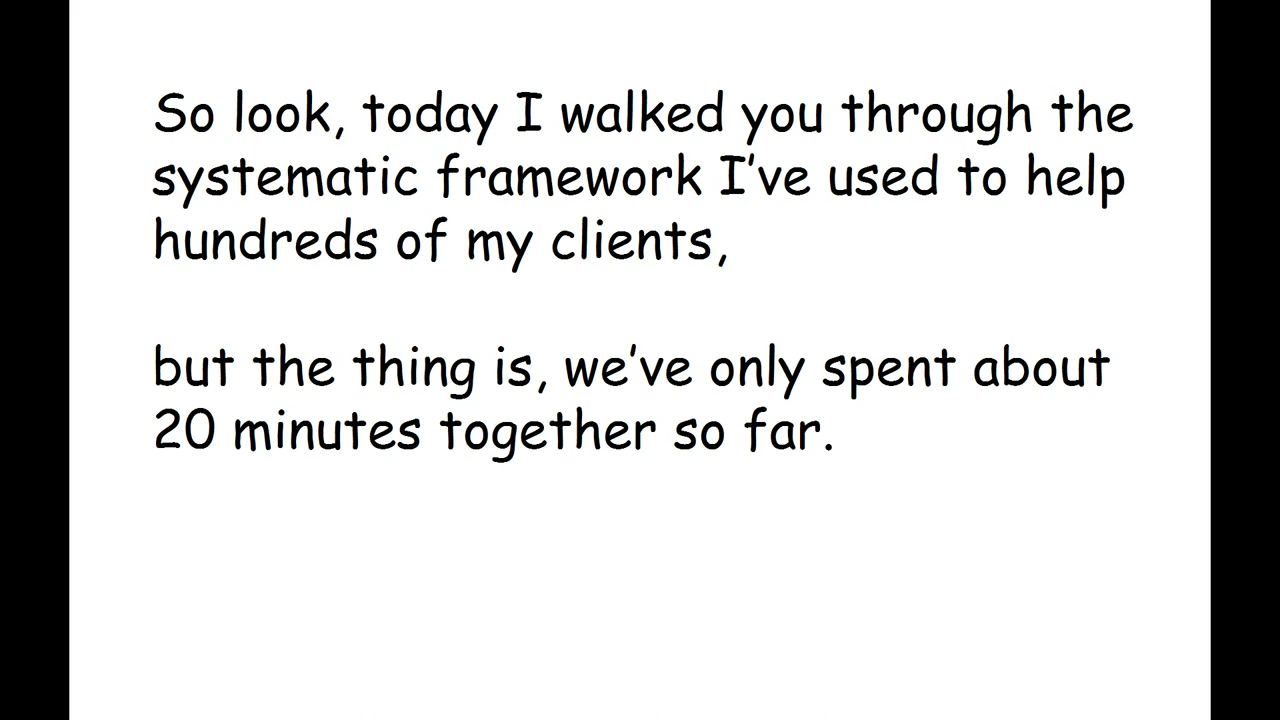 So look, today I walked you through the
systematic framework I've used to help
hundreds of my clients,
but the thing is, we've only spent about
20 minutes together so far.